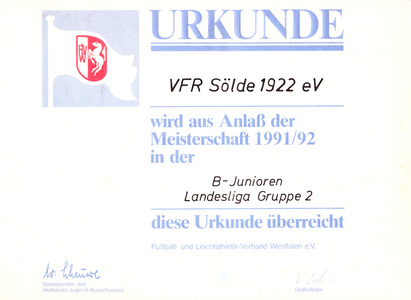 URKUNDE
VFR Sölde 1922 eV
wird aus Anlaß der
Meisterschaft 1991/92
in der
B-Junioren
Landesliga Gruppe 2
diese Urkunde überreicht
Fußball- und Leichtathletik-Verband Westfalen e.V.
Vorsitzender des
Verbands-Jugend-Ausschusses
Staffelleiter